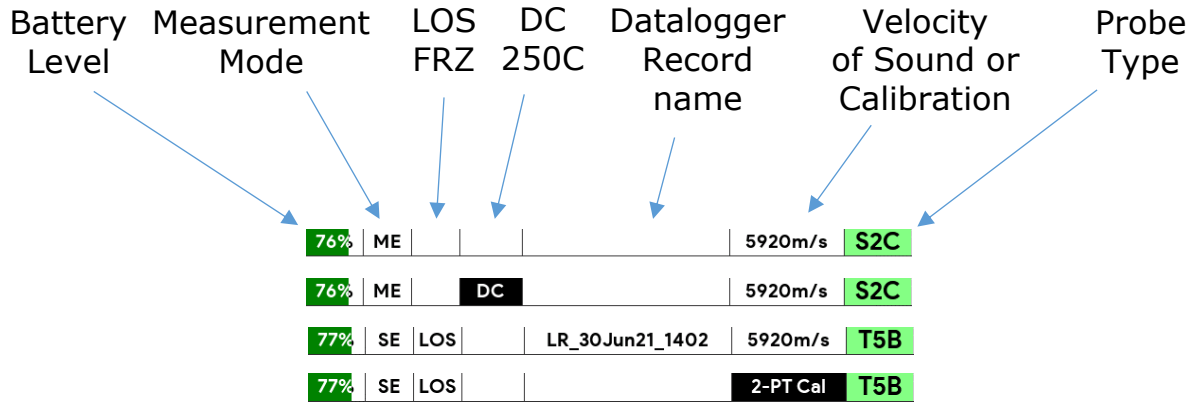 Battery Level
Measurement Mode
LOS FRZ
DC 250C
Datalogger Record name
Velocity of Sound or Calibration
Probe Type
76% ME 5920m/s S2C
76% ME DC 5920m/s S2C
77% SE LOS LR_30Jun21_1402 5920m/s T5B
77% SE LOS 2-PT Cal T5B